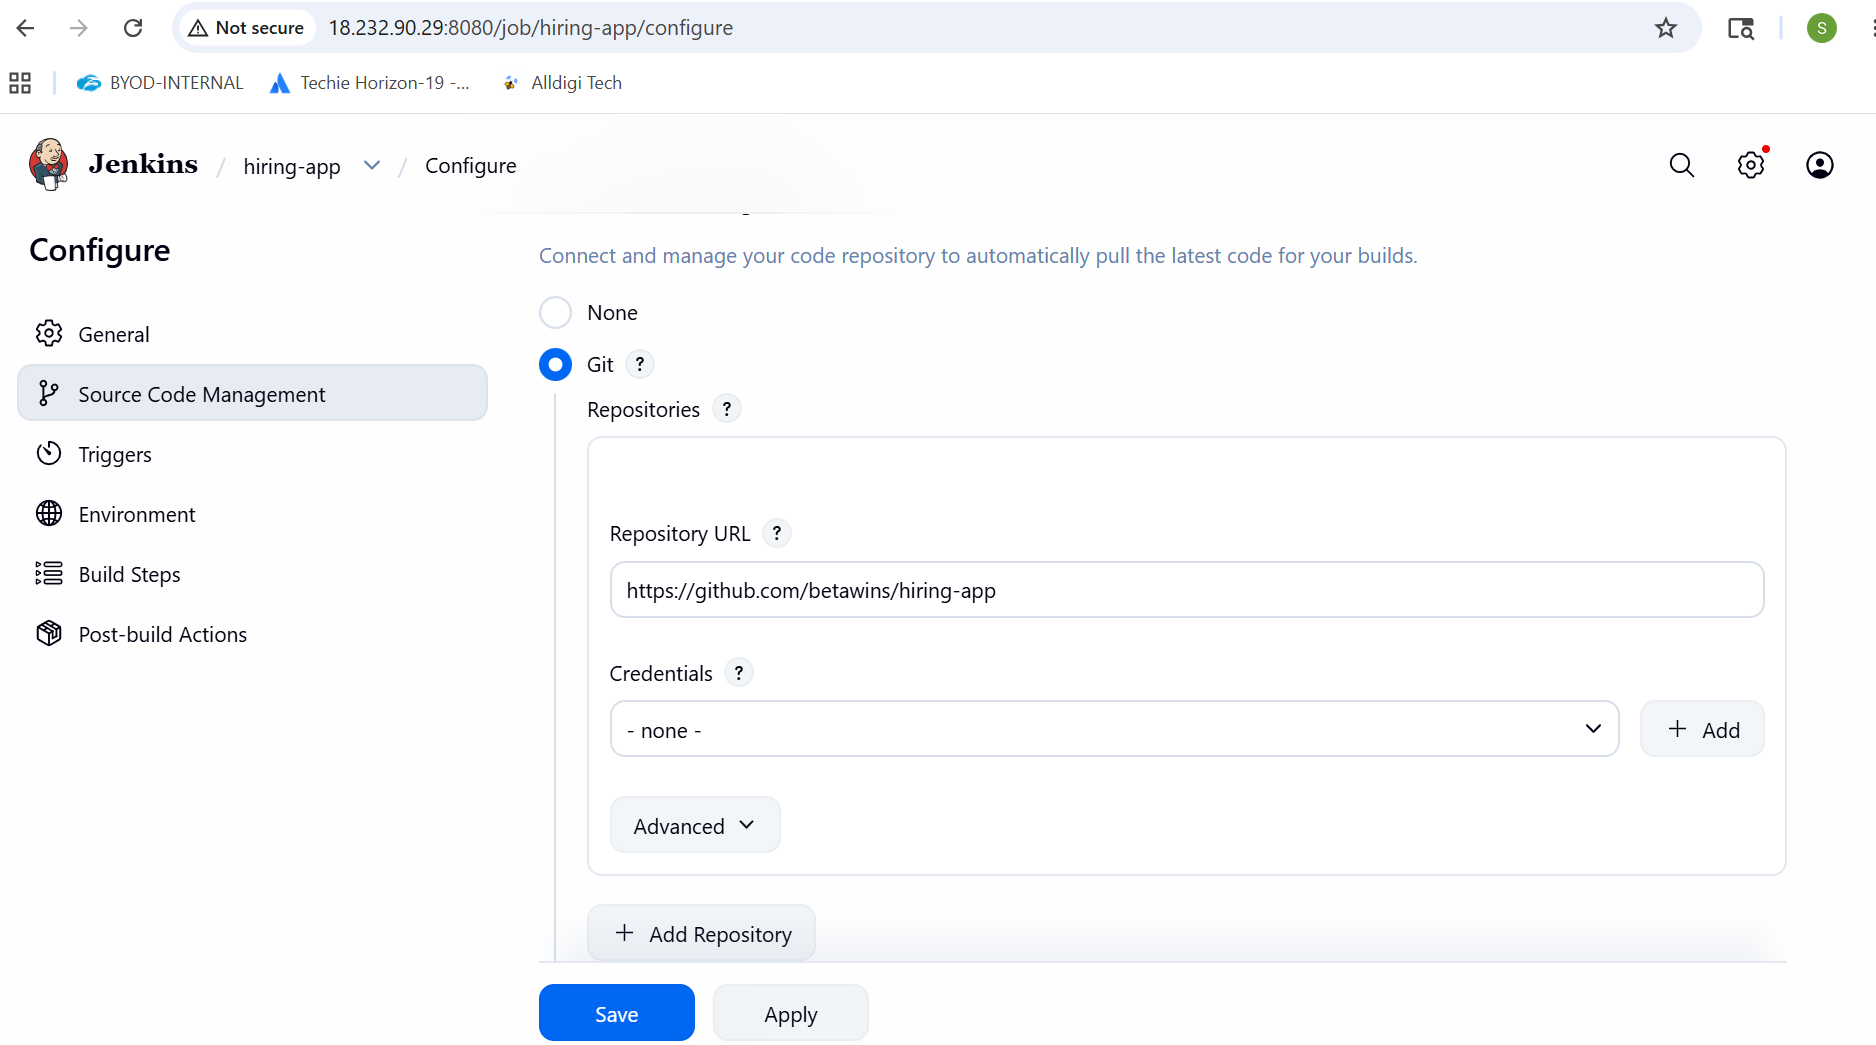 Not secure
18.232.90.29:8080/job/hiring-app/configure
S
BYOD-INTERNAL
Techie Horizon-19 -...
Alldigi Tech
Jenkins / hiring-app / Configure
Configure
General
Source Code Management
Triggers
Environment
Build Steps
Post-build Actions
Connect and manage your code repository to automatically pull the latest code for your builds.
None
Git ?
Repositories ?
Repository URL ?
https://github.com/betawins/hiring-app
Credentials ?
- none -
+ Add
Advanced
+ Add Repository
Save
Apply